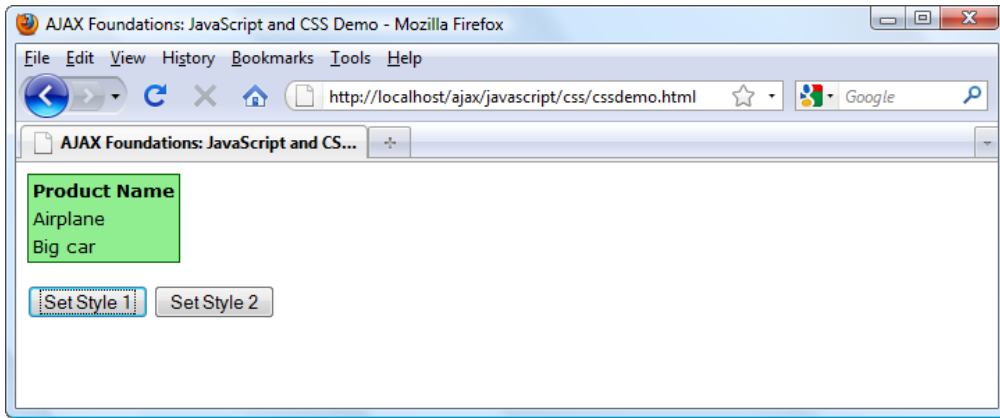 AJAX Foundations: JavaScript and CSS Demo - Mozilla Firefox
File Edit View History Bookmarks Tools Help
http://localhost/ajax/javascript/css/cssdemo.html Google
AJAX Foundations: JavaScript and CS...
Product Name
Airplane
Big car
Set Style 1 Set Style 2